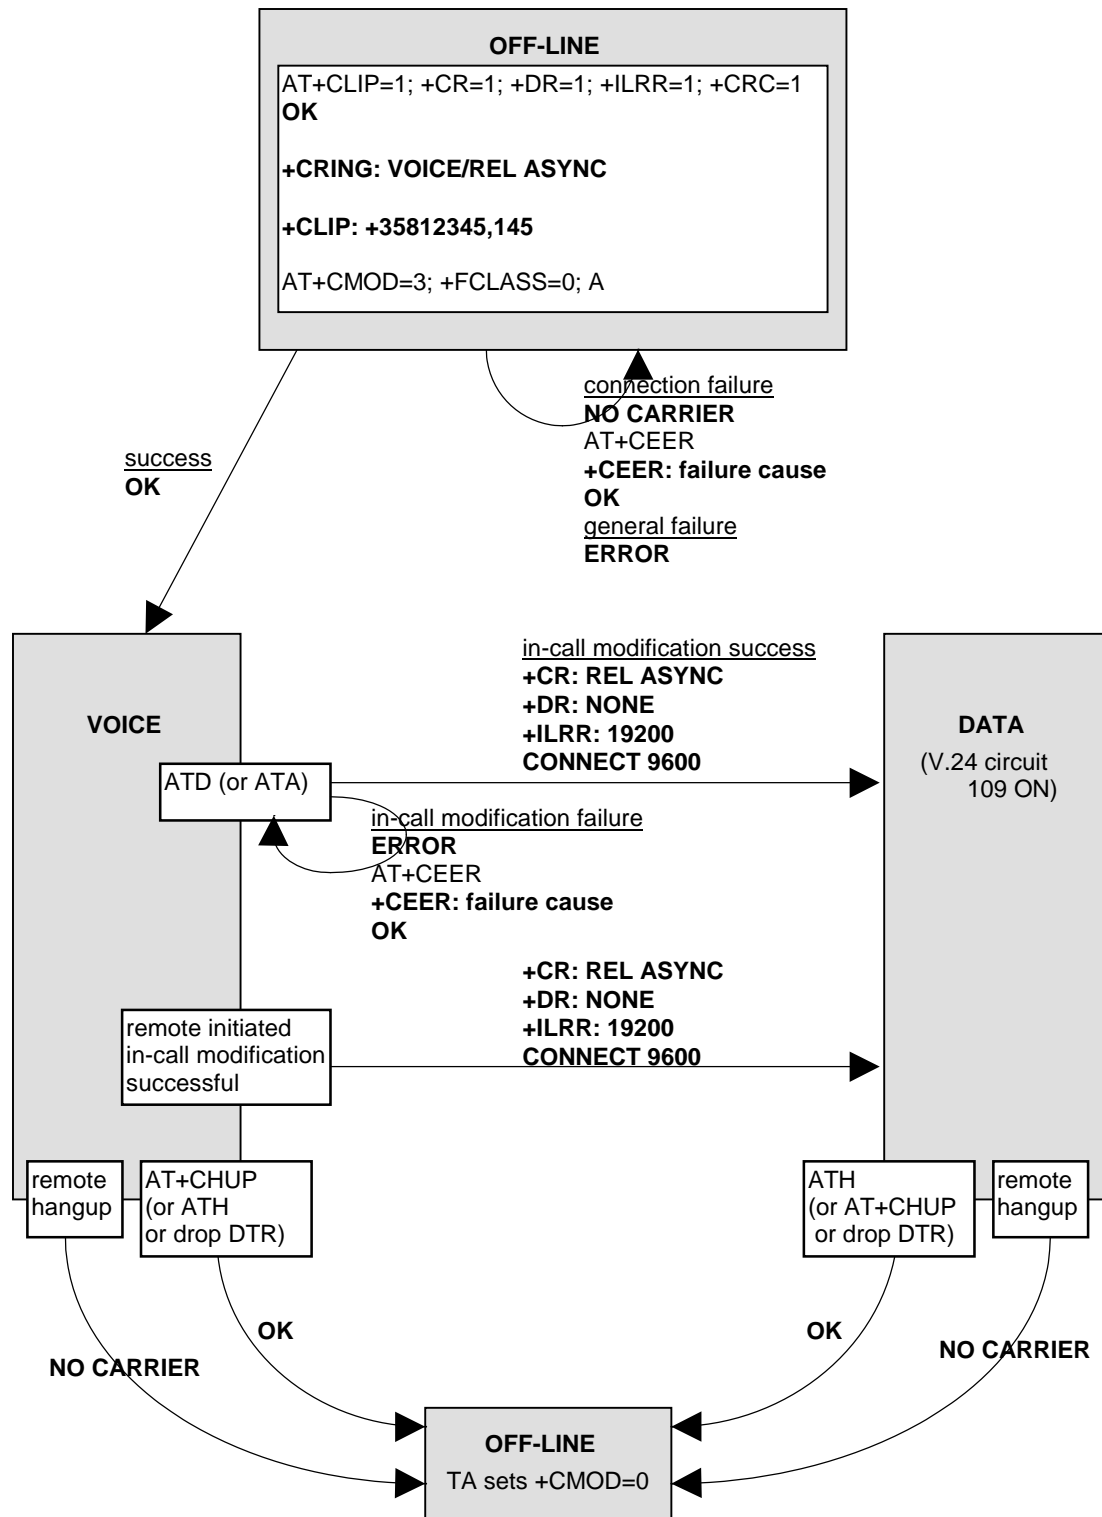 OFF-LINE
AT+CLIP=1; +CR=1; +DR=1; +ILRR=1; +CRC=1
OK
+CRING: VOICE/REL ASYNC
+CLIP: +35812345,145
AT+CMOD=3; +FCLASS=0; A
connection failure
NO CARRIER
AT+CEER
+CEER: failure cause
OK
general failure
ERROR
success
OK
in-call modification success
+CR: REL ASYNC
+DR: NONE
+ILRR: 19200
CONNECT 9600
VOICE
DATA
(V.24 circuit
109 ON)
ATD (or ATA)
in-call modification failure
ERROR
AT+CEER
+CEER: failure cause
OK
+CR: REL ASYNC
+DR: NONE
+ILRR: 19200
CONNECT 9600
remote initiated
in-call modification
successful
remote
hangup
AT+CHUP
(or ATH
or drop DTR)
ATH
(or AT+CHUP
or drop DTR)
remote
hangup
OK
NO CARRIER
OK
NO CARRIER
OFF-LINE
TA sets +CMOD=0